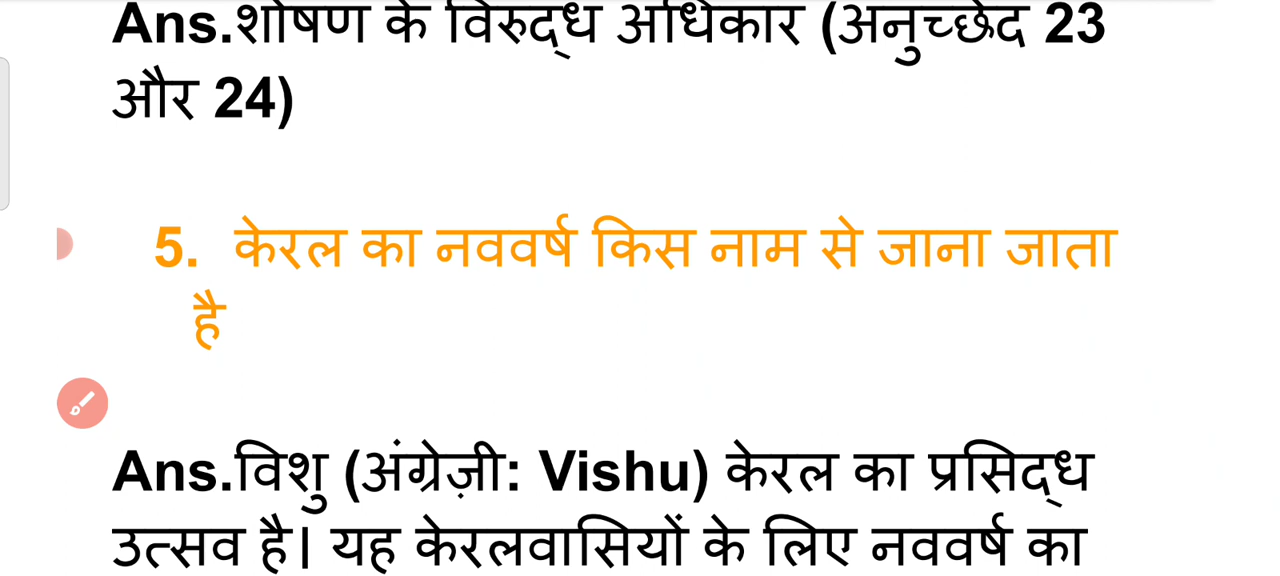 Ans.शोषण के विरुद्ध अधिकार (अनुच्छेद 23
और 24)
5. केरल का नववर्ष किस नाम से जाना जाता
है
Ans.विशु (अंग्रेज़ी: Vishu) केरल का प्रसिद्ध
उत्सव है। यह केरलवासियों के लिए नववर्ष का